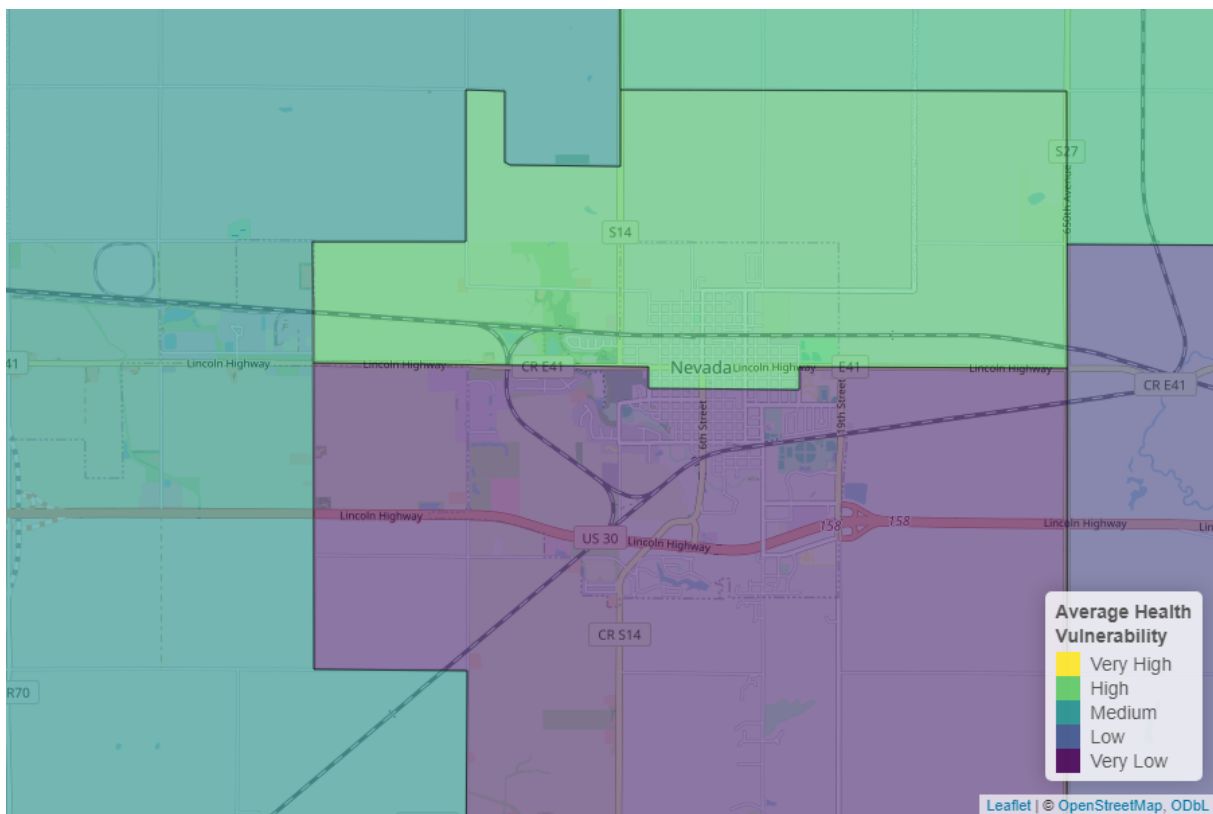 S27
650th Avenue
S14
41
Lincoln Highway
Lincoln Highway
CR E41
Nevada
Lincoln Highway
E41
Lincoln Highway
CR E41
6th Street
19th Street
Lincoln Highway
US 30
Lincoln Highway
158
158
Lincoln Highway
Lin
CR S14
R70
Average Health
Vulnerability
Very High
High
Medium
Low
Very Low
Leaflet | © OpenStreetMap, ODbL